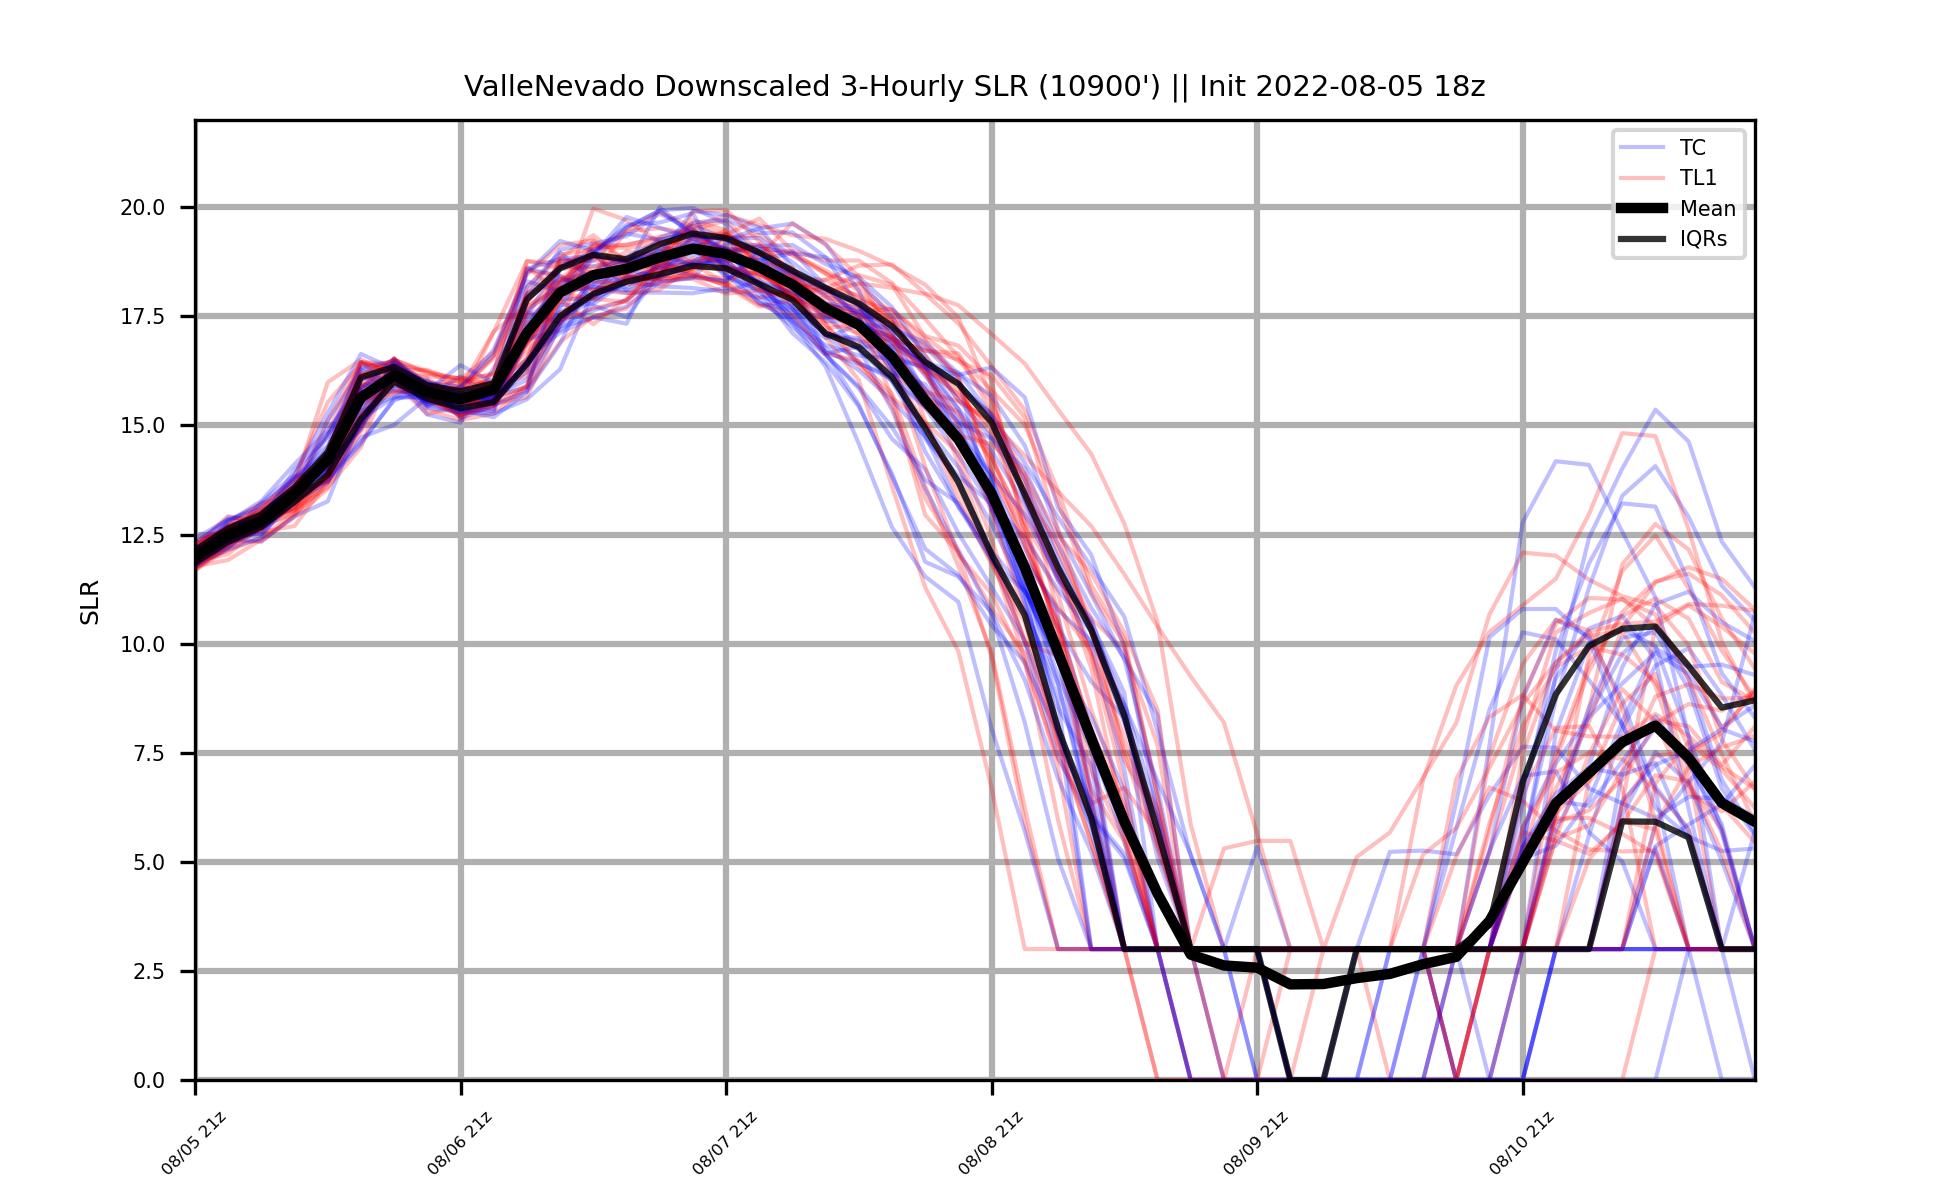 ValleNevado Downscaled 3-Hourly SLR (10900') || Init 2022-08-05 18z
TC
TL1
Mean
IQRs
SLR
20.0
17.5
15.0
12.5
10.0
7.5
5.0
2.5
0.0
08/05 21z
08/06 21z
08/07 21z
08/08 21z
08/09 21z
08/10 21z